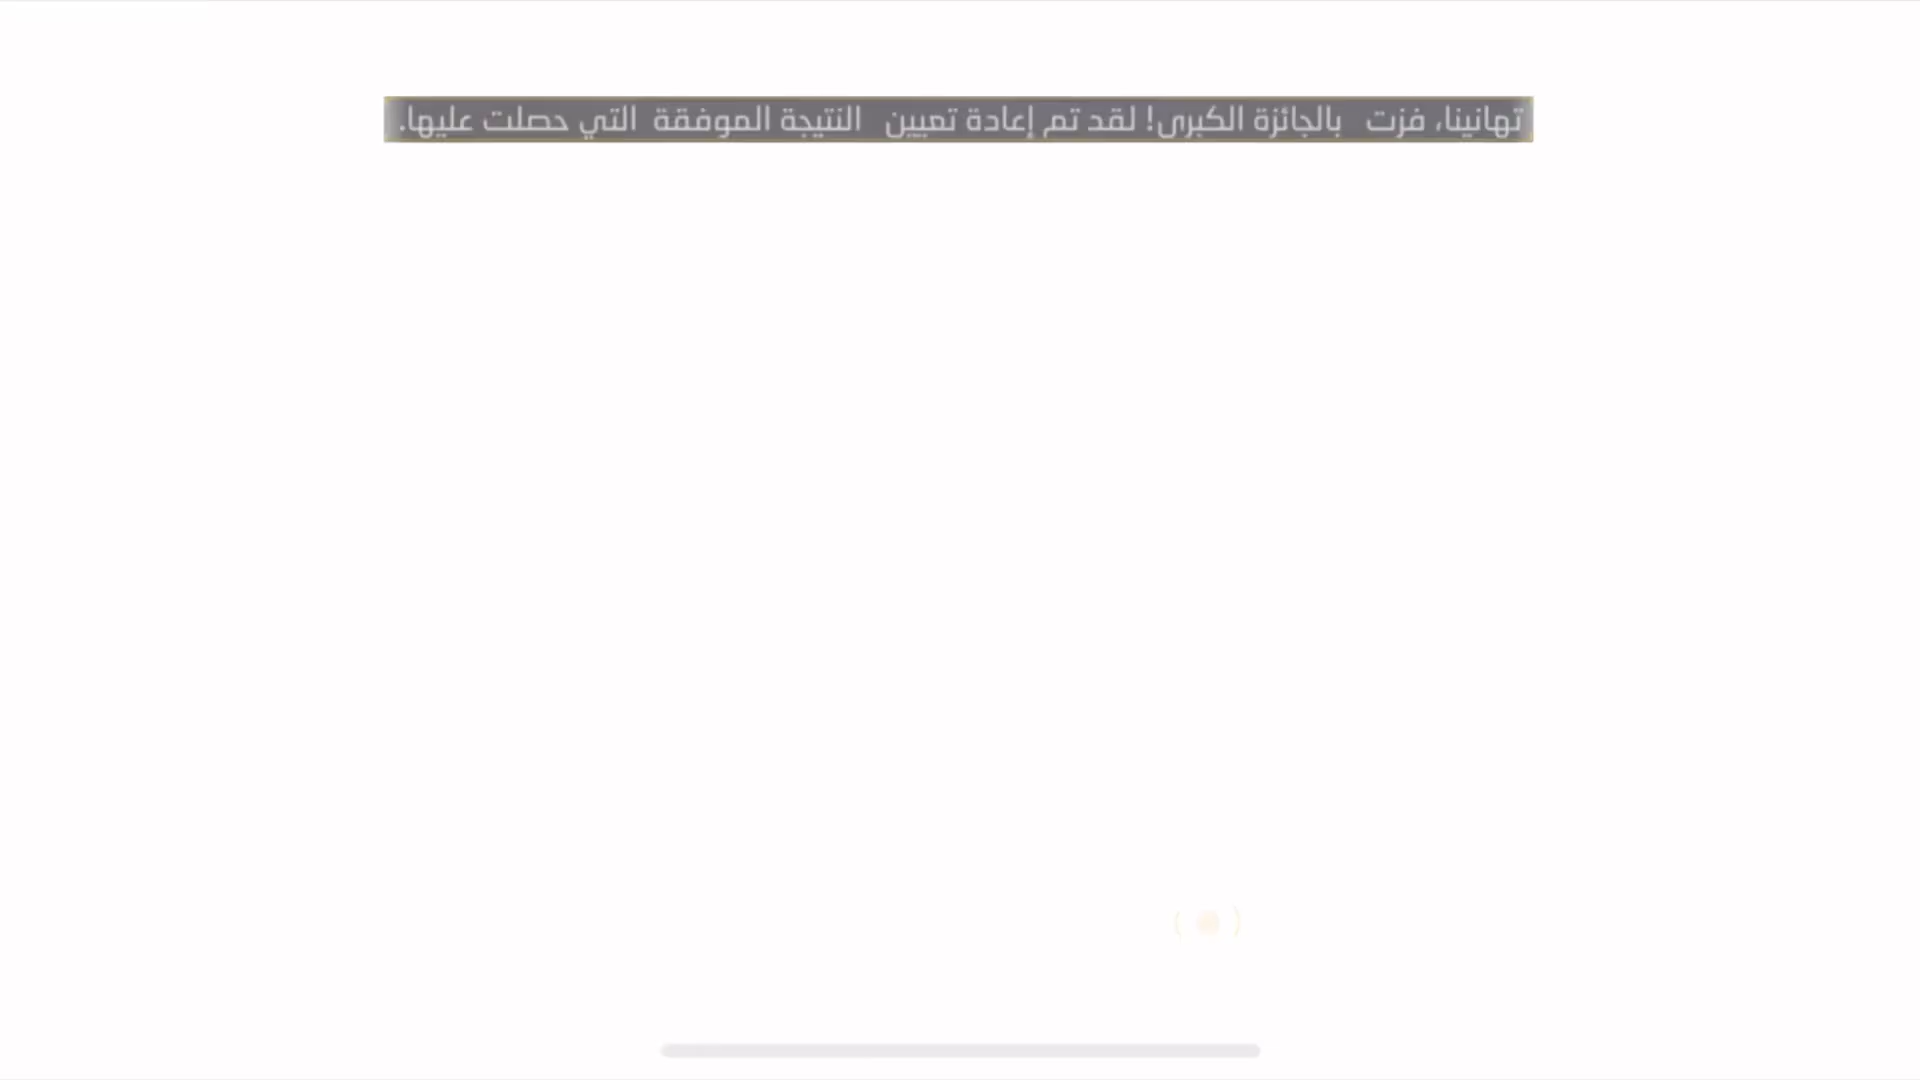 تهانينا، فزت بالجائزة الكبرى! لقد تم إعادة تعيين النتيجة الموفقة التي حصلت عليها.